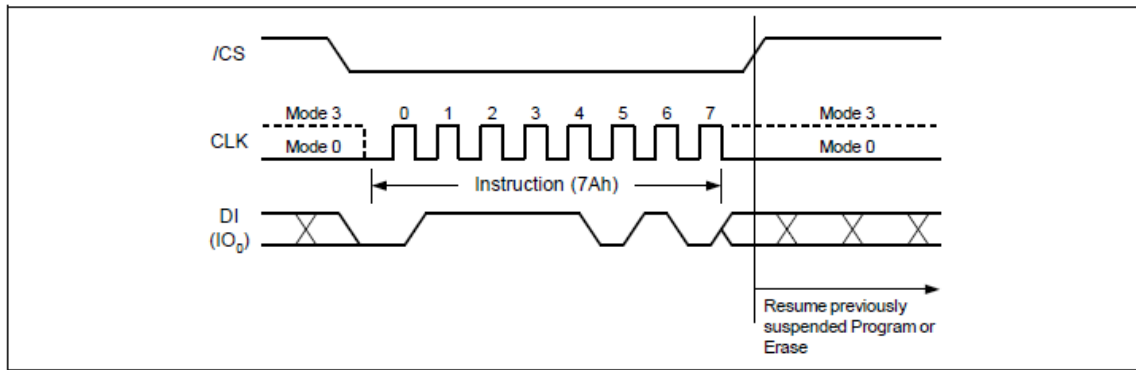 /CS
Mode 3 0 1 2 3 4 5 6 7 Mode 3
CLK
Mode 0 Mode 0
Instruction (7Ah)
DI
(IO0)
Resume previously
suspended Program or
Erase